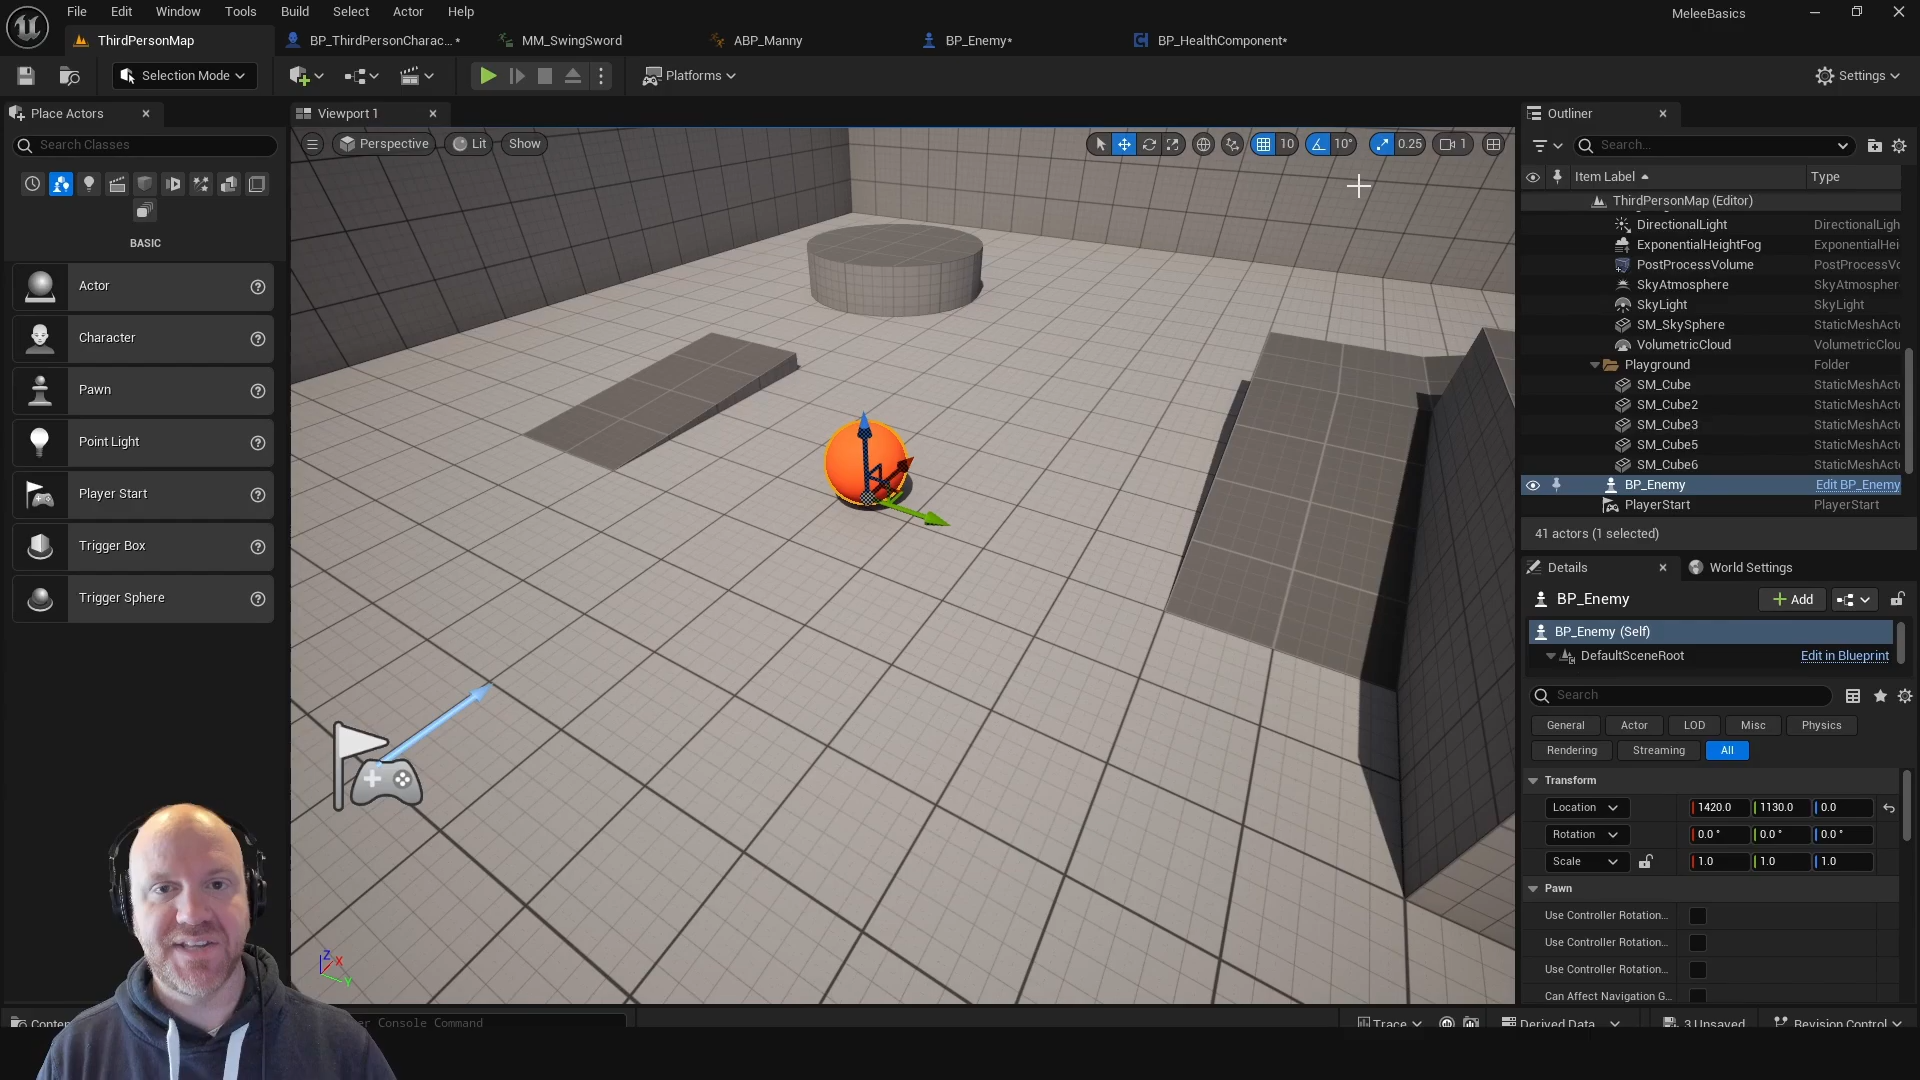 File Edit Window Tools Build Select Actor Help
MeleeBasics
ThirdPersonMap
BP_ThirdPersonCharac...*
MM_SwingSword
ABP_Manny
BP_Enemy*
BP_HealthComponent*
Selection Mode
Platforms
Settings
Place Actors
Search Classes
BASIC
Actor
Character
Pawn
Point Light
Player Start
Trigger Box
Trigger Sphere
Viewport 1
Perspective Lit Show
10 10° 0.25 1
Z X Y
Outliner
Search...
Item Label Type
ThirdPersonMap (Editor)
DirectionalLight DirectionalLigh
ExponentialHeightFog ExponentialHei
PostProcessVolume PostProcessVo
SkyAtmosphere SkyAtmospher
SkyLight SkyLight
SM_SkySphere StaticMeshAct
VolumetricCloud VolumetricClou
Playground Folder
SM_Cube StaticMeshAct
SM_Cube2 StaticMeshAct
SM_Cube3 StaticMeshAct
SM_Cube5 StaticMeshAct
SM_Cube6 StaticMeshAct
BP_Enemy Edit BP_Enemy
PlayerStart PlayerStart
41 actors (1 selected)
Details World Settings
BP_Enemy Add
BP_Enemy (Self)
DefaultSceneRoot Edit in Blueprint
Search
General Actor LOD Misc Physics
Rendering Streaming All
Transform
Location 1420.0 1130.0 0.0
Rotation 0.0 ° 0.0 ° 0.0 °
Scale 1.0 1.0 1.0
Pawn
Use Controller Rotation...
Use Controller Rotation...
Use Controller Rotation...
Can Affect Navigation G...
Conten
er Console Command
Trace
Derived Data
3 Unsaved
Revision Control